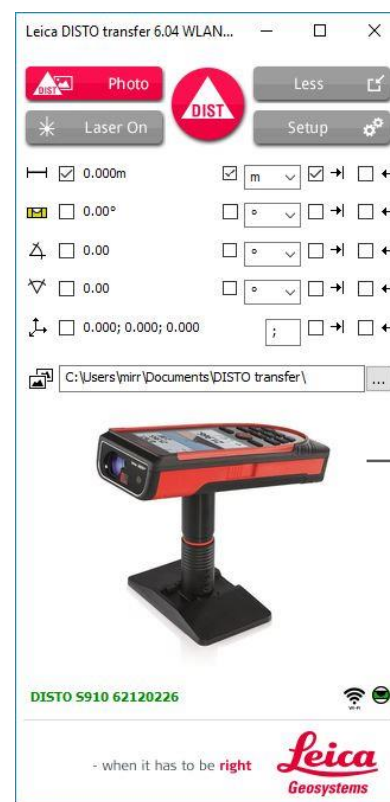 Leica DISTO transfer 6.04 WLAN...
DIST Photo
DIST
Less
Laser On
Setup
0.000m
m
0.00°
°
0.00
°
0.00
°
0.000; 0.000; 0.000
;
C:\Users\mirr\Documents\DISTO transfer\
...
DISTO S910 62120226
Wi-Fi
- when it has to be right
Leica
Geosystems